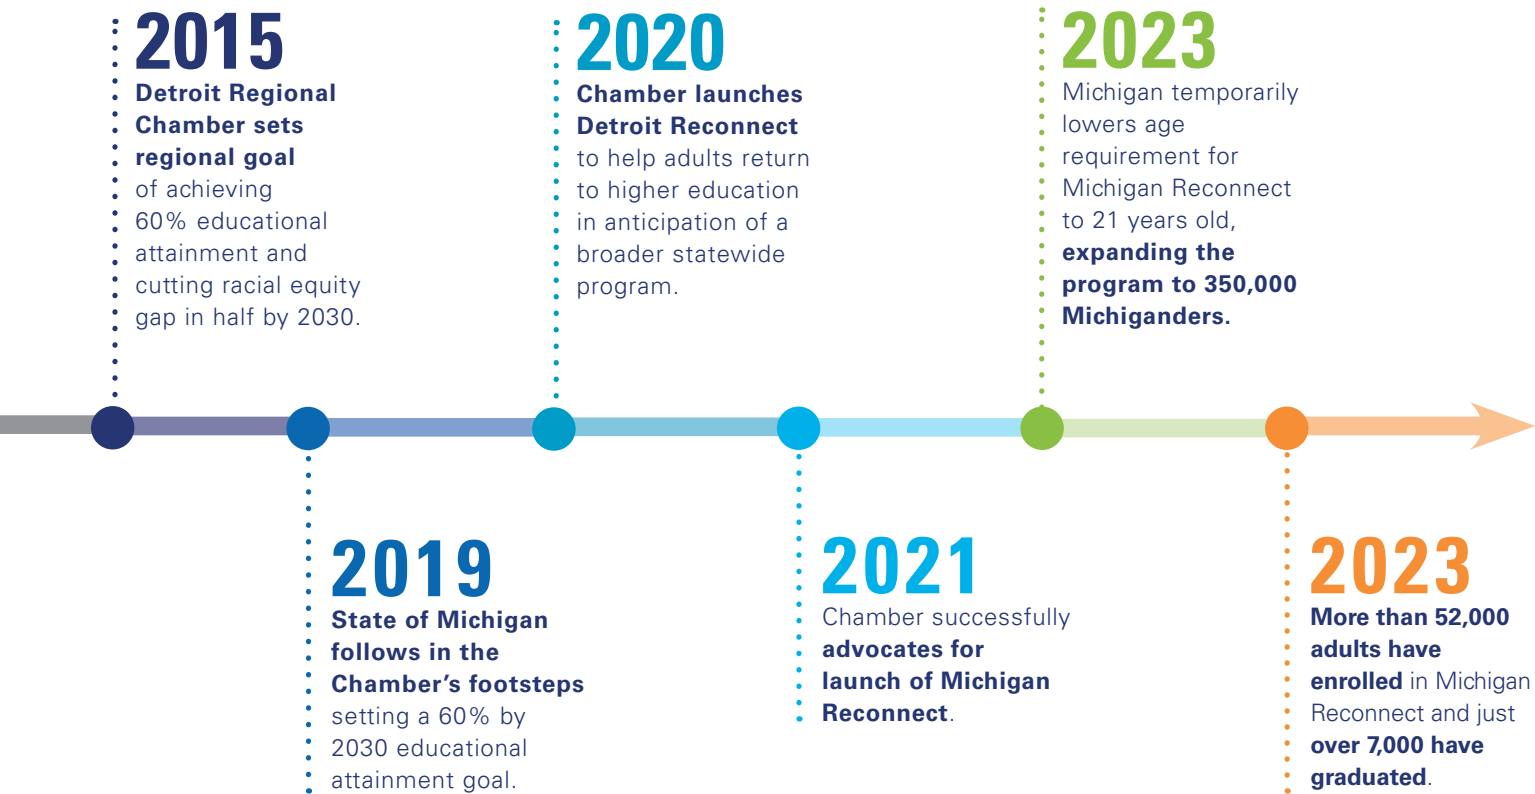 2015
Detroit Regional
Chamber sets
regional goal
of achieving
60% educational
attainment and
cutting racial equity
gap in half by 2030.
2019
State of Michigan
follows in the
Chamber's footsteps
setting a 60% by
2030 educational
attainment goal.
2020
Chamber launches
Detroit Reconnect
to help adults return
to higher education
in anticipation of a
broader statewide
program.
2021
Chamber successfully
advocates for
launch of Michigan
Reconnect.
2023
Michigan temporarily
lowers age
requirement for
Michigan Reconnect
to 21 years old,
expanding the
program to 350,000
Michiganders.
2023
More than 52,000
adults have
enrolled in Michigan
Reconnect and just
over 7,000 have
graduated.